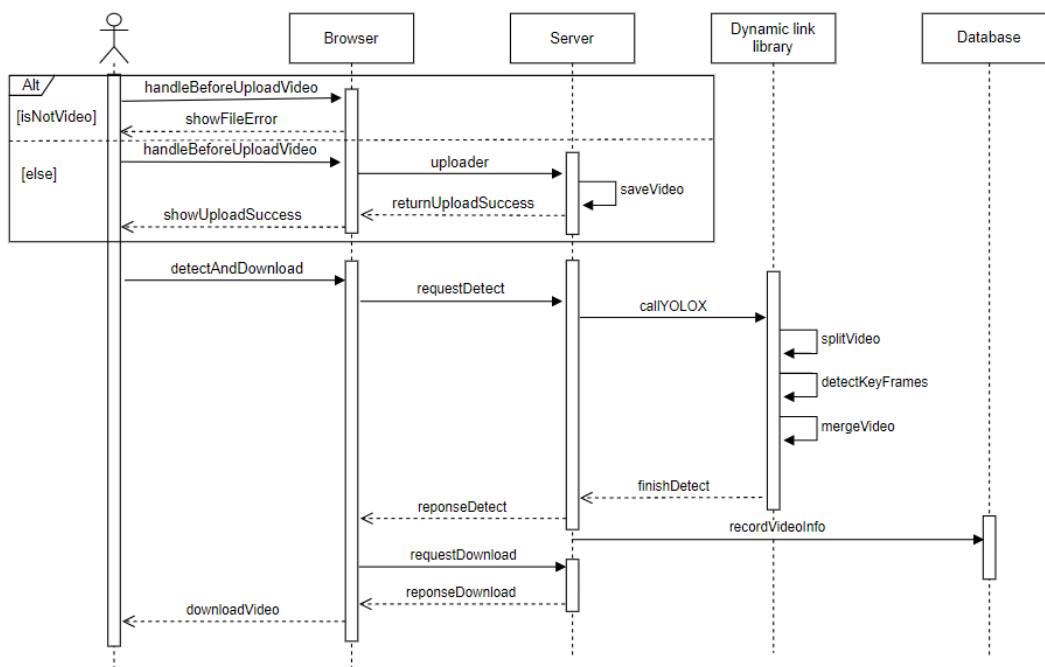 Browser
Server
Dynamic link
library
Database
Alt
handleBeforeUploadVideo
[isNotVideo]
showFileError
handleBeforeUploadVideo
[else]
uploader
saveVideo
returnUploadSuccess
showUploadSuccess
detectAndDownload
requestDetect
callYOLOX
splitVideo
detectKeyFrames
mergeVideo
finishDetect
reponseDetect
recordVideoInfo
requestDownload
reponseDownload
downloadVideo